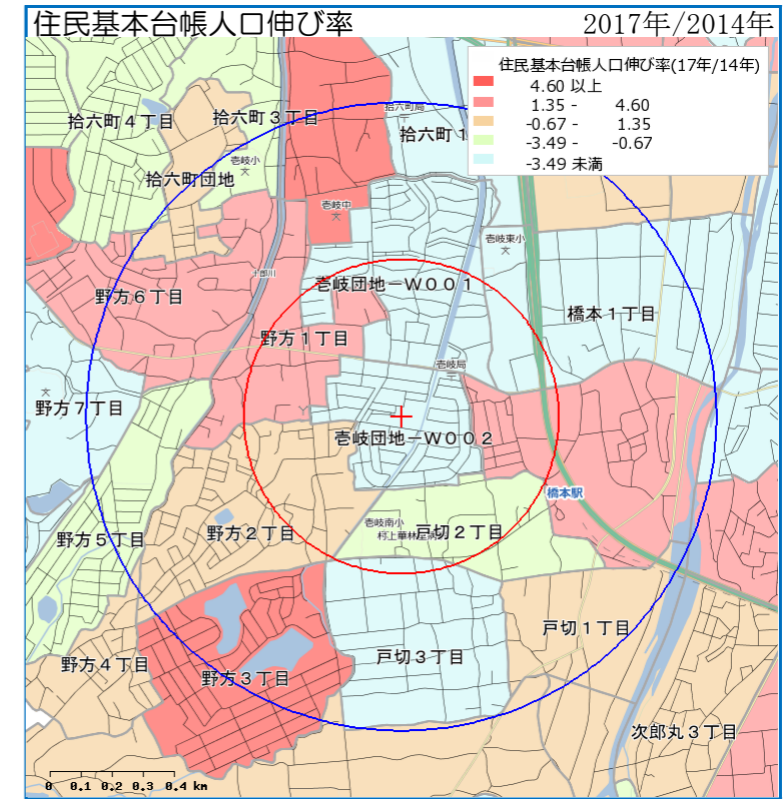 住民基本台帳人口伸び率 2017年/2014年
住民基本台帳人口伸び率(17年/14年)
4.60 以上
1.35 - 4.60
-0.67 - 1.35
-3.49 - -0.67
-3.49 未満
拾六町4丁目
拾六町3丁目
拾六町局
拾六町1
壱岐小
拾六町団地
壱岐中
壱岐東小
十郎川
壱岐団地－W001
野方6丁目
橋本1丁目
野方1丁目
壱岐局
野方7丁目
壱岐団地－W002
橋本駅
壱岐南小
戸切2丁目
野方2丁目
野方5丁目
戸切1丁目
野方4丁目
戸切3丁目
野方3丁目
次郎丸3丁目
0 0.1 0.2 0.3 0.4 km